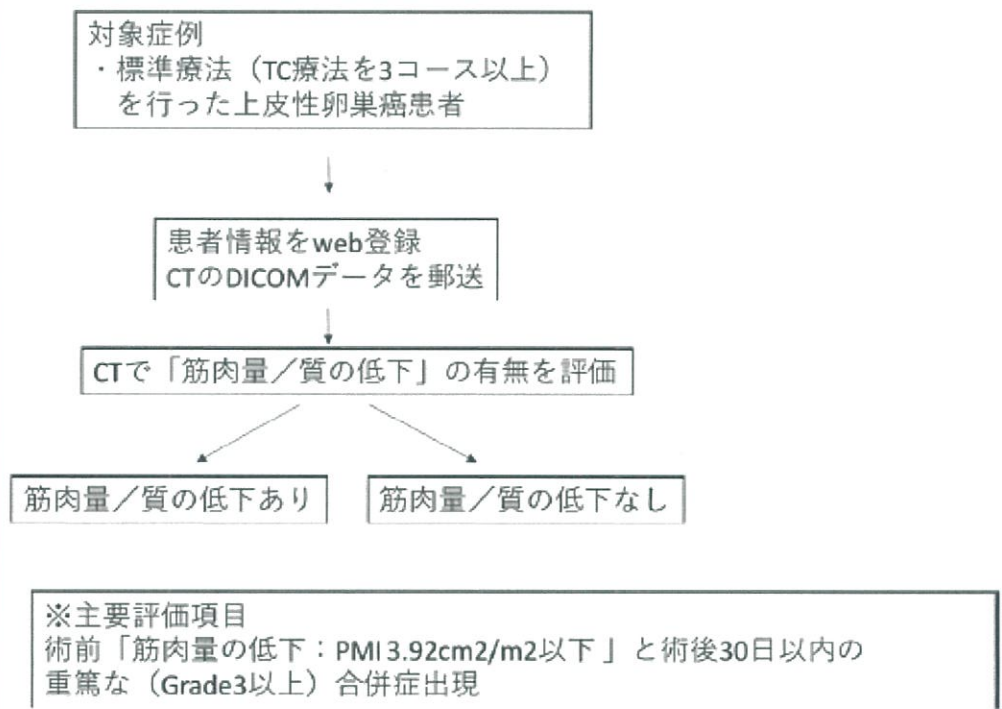 対象症例
・標準療法(TC療法を3コース以上)
を行った上皮性卵巣癌患者
患者情報をweb登録
CTのDICOMデータを郵送
CTで「筋肉量/質の低下」の有無を評価
筋肉量/質の低下あり
筋肉量/質の低下なし
※主要評価項目
術前「筋肉量の低下:PMI 3.92cm2/m2以下 」と術後30日以内の
重篤な(Grade3以上)合併症出現